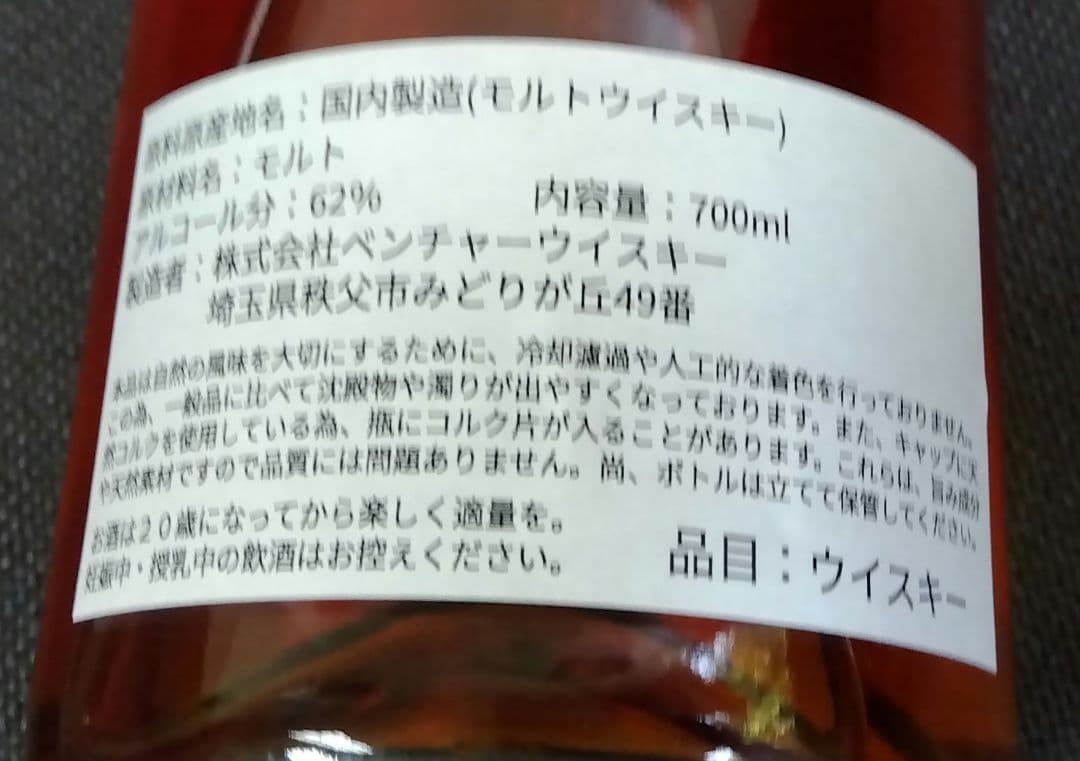 原料原産地名：国内製造(モルトウイスキー)
原材料名：モルト
アルコール分：62% 内容量：700ml
製造者：株式会社ベンチャーウイスキー
埼玉県秩父市みどりが丘49番
本品は自然の風味を大切にするために、冷却濾過や人工的な着色を行っておりません。
この為、一般品に比べて沈殿物や濁りが出やすくなっております。また、キャップに天
然コルクを使用している為、瓶にコルク片が入ることがあります。これらは、旨み成分
や天然素材ですので品質には問題ありません。尚、ボトルは立てて保管してください。
お酒は20歳になってから楽しく適量を。
妊娠中・授乳中の飲酒はお控えください。
品目：ウイスキー